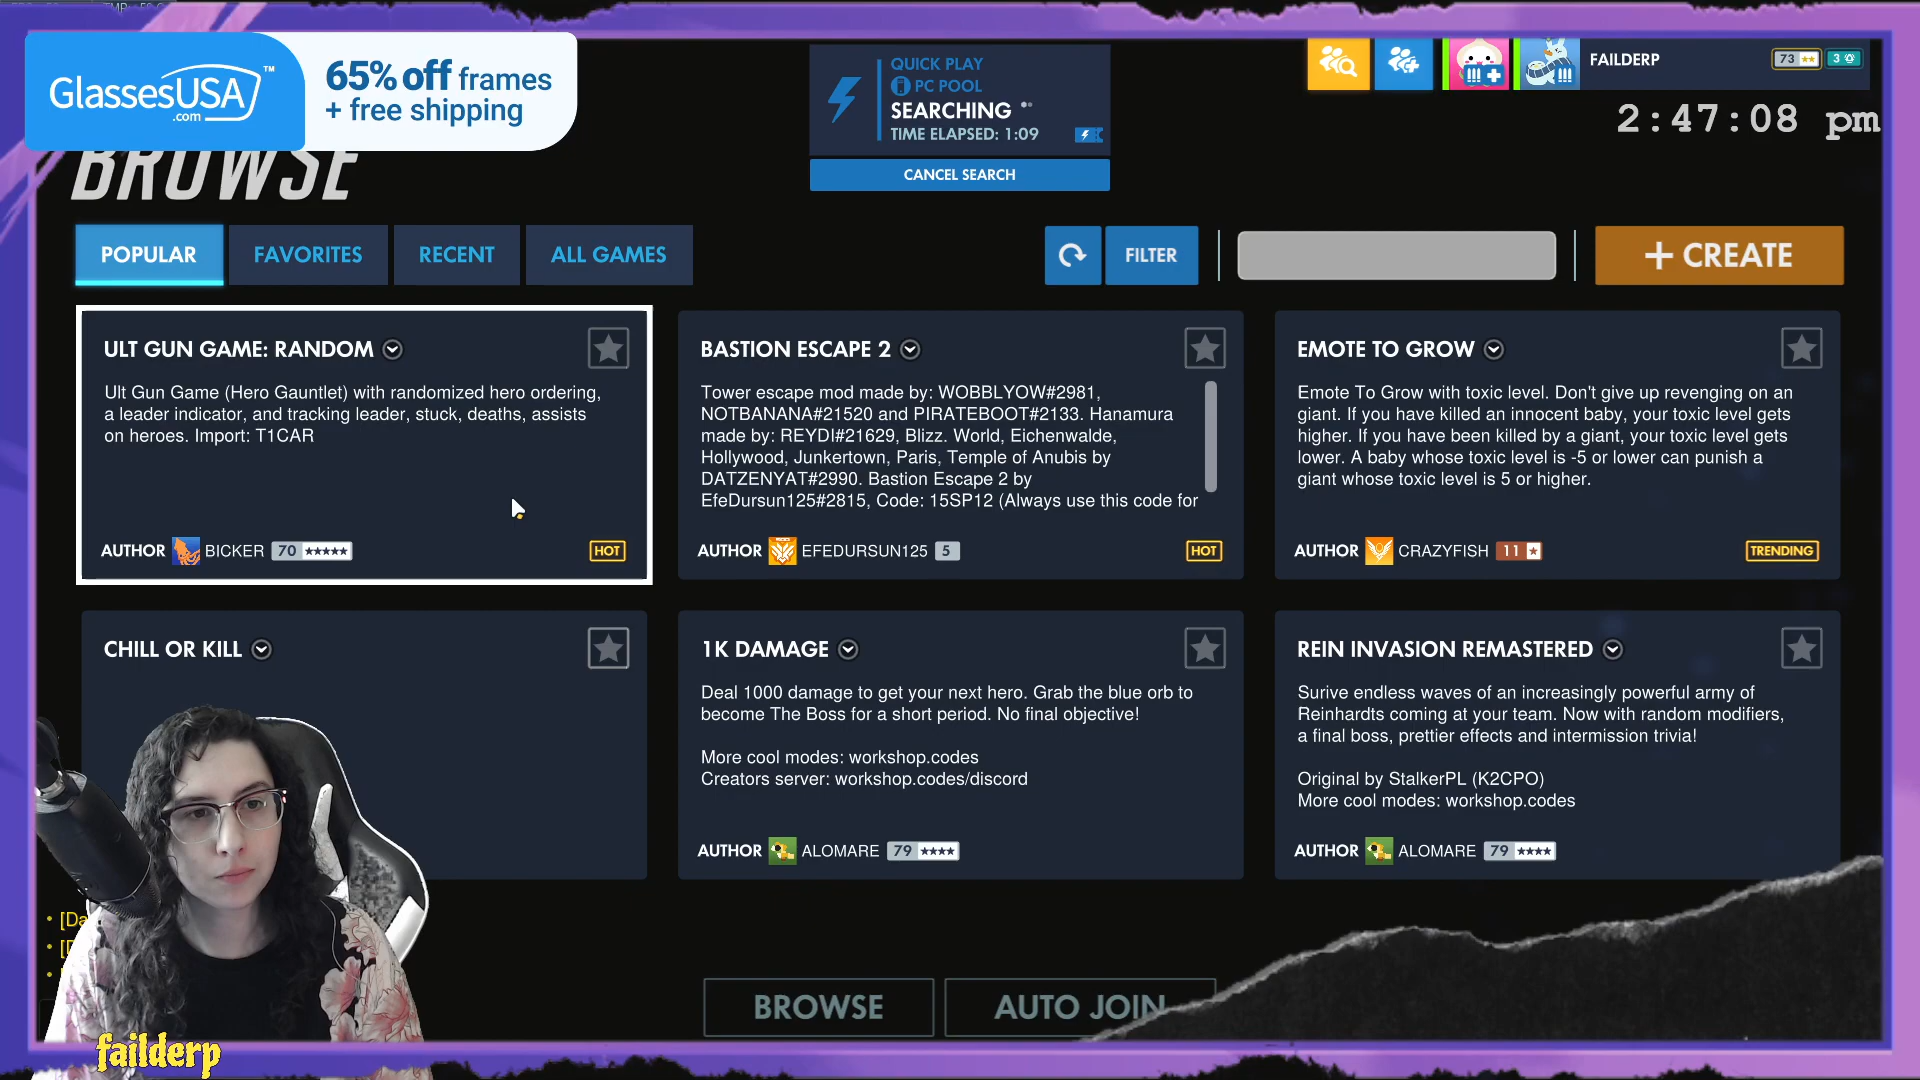 GlassesUSA™
.com
65% off frames
+ free shipping
QUICK PLAY
PC POOL
SEARCHING
TIME ELAPSED: 1:09
CANCEL SEARCH
FAILDERP
73
3
2:47:08 pm
BROWSE
POPULAR
FAVORITES
RECENT
ALL GAMES
FILTER
+ CREATE
ULT GUN GAME: RANDOM
Ult Gun Game (Hero Gauntlet) with randomized hero ordering,
a leader indicator, and tracking leader, stuck, deaths, assists
on heroes. Import: T1CAR
AUTHOR BICKER 70
HOT
BASTION ESCAPE 2
Tower escape mod made by: WOBBLYOW#2981,
NOTBANANA#21520 and PIRATEBOOT#2133. Hanamura
made by: REYDI#21629, Blizz. World, Eichenwalde,
Hollywood, Junkertown, Paris, Temple of Anubis by
DATZENYAT#2990. Bastion Escape 2 by
EfeDursun125#2815, Code: 15SP12 (Always use this code for
AUTHOR EFEDURSUN125 5
HOT
EMOTE TO GROW
Emote To Grow with toxic level. Don't give up revenging on an
giant. If you have killed an innocent baby, your toxic level gets
higher. If you have been killed by a giant, your toxic level gets
lower. A baby whose toxic level is -5 or lower can punish a
giant whose toxic level is 5 or higher.
AUTHOR CRAZYFISH 11
TRENDING
CHILL OR KILL
1K DAMAGE
Deal 1000 damage to get your next hero. Grab the blue orb to
become The Boss for a short period. No final objective!
More cool modes: workshop.codes
Creators server: workshop.codes/discord
AUTHOR ALOMARE 79
REIN INVASION REMASTERED
Surive endless waves of an increasingly powerful army of
Reinhardts coming at your team. Now with random modifiers,
a final boss, prettier effects and intermission trivia!
Original by StalkerPL (K2CPO)
More cool modes: workshop.codes
AUTHOR ALOMARE 79
BROWSE
AUTO JOIN
failderp